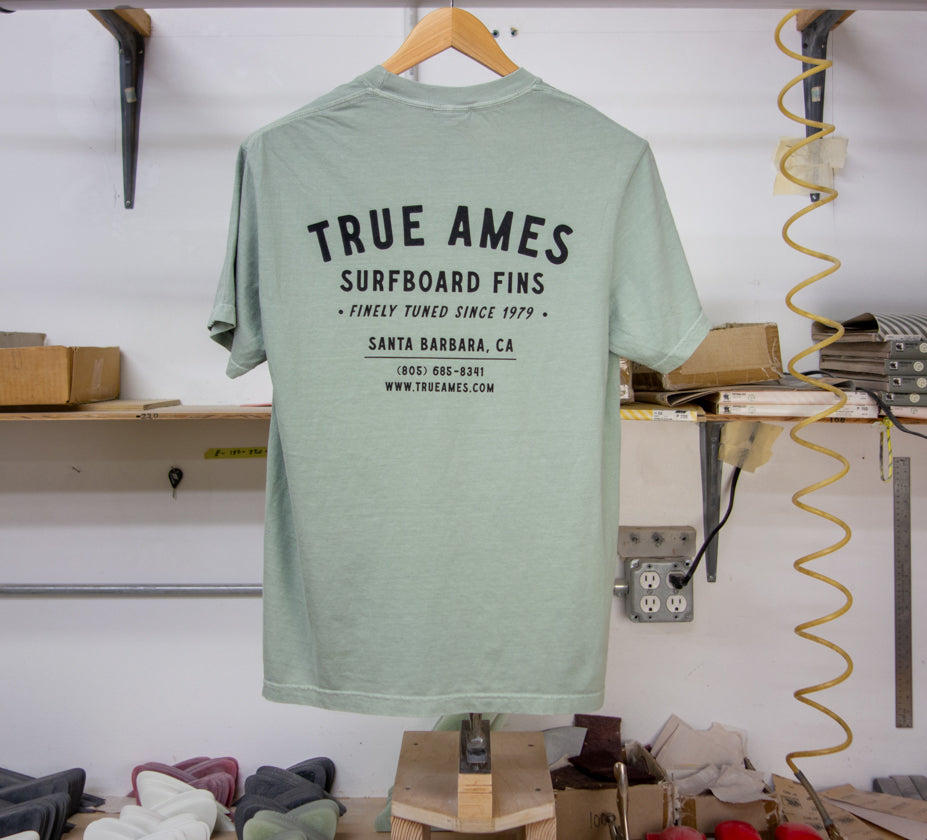 TRUE AMES
SURFBOARD FINS
• FINELY TUNED SINCE 1979 •
SANTA BARBARA, CA
(805) 685-8341
WWW.TRUEAMES.COM